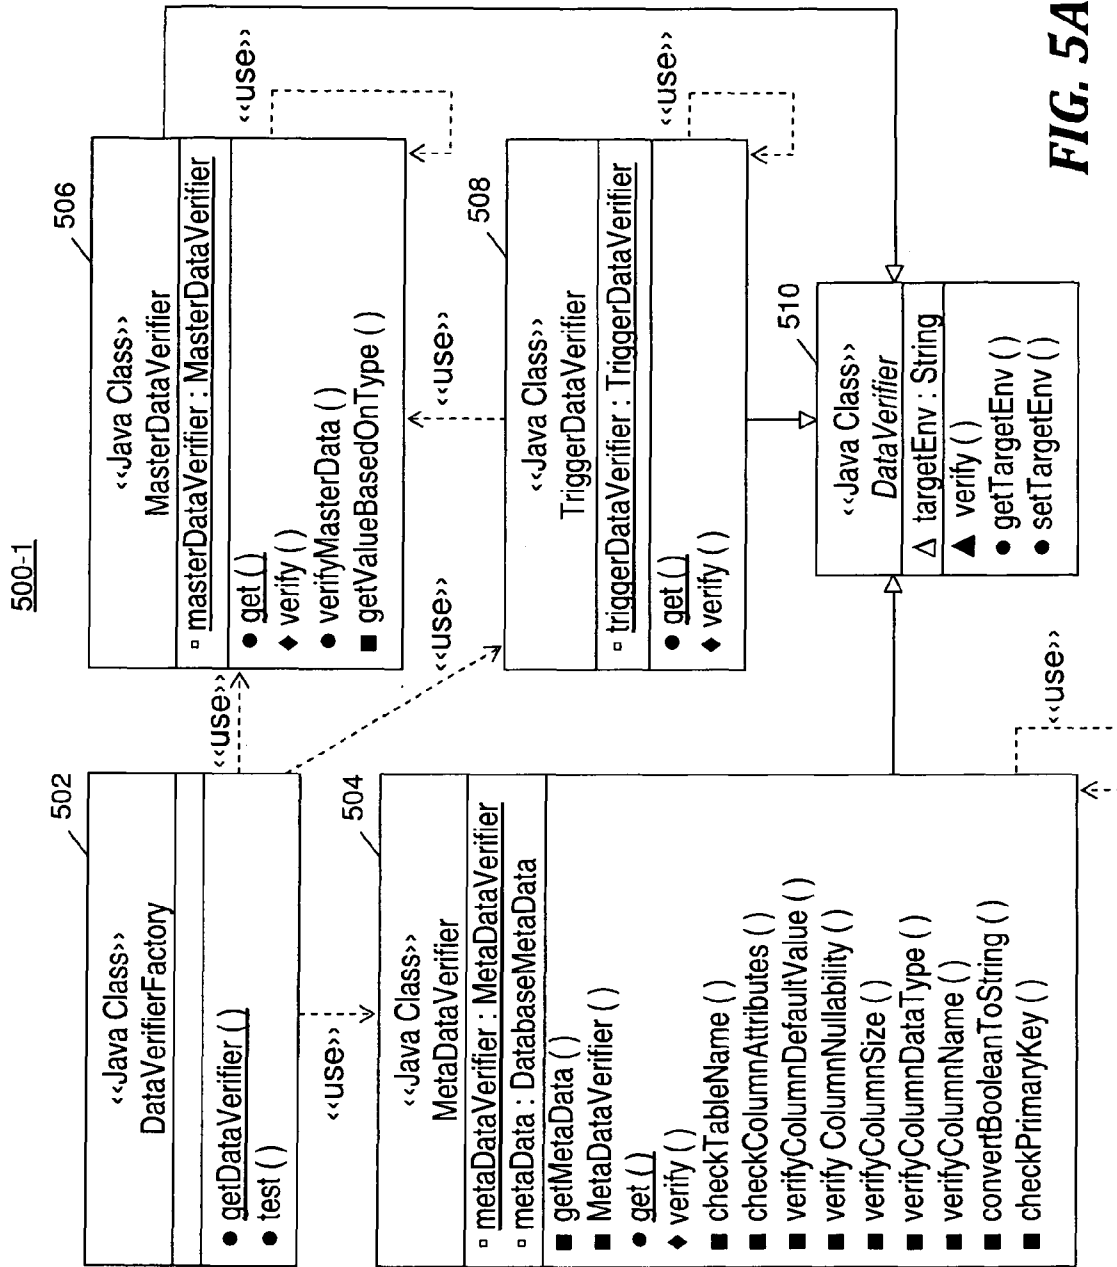 500-1
502
‹‹Java Class››
DataVerifierFactory
● getDataVerifier ( )
● test ( )
‹‹use››
‹‹use››
‹‹use››
504
‹‹Java Class››
MetaDataVerifier
▫ metaDataVerifier : MetaDataVerifier
▫ metaData : DatabaseMetaData
■ getMetaData ( )
■ MetaDataVerifier ( )
● get ( )
♦ verify ( )
■ checkTableName ( )
■ checkColumnAttributes ( )
■ verifyColumnDefaultValue ( )
■ verify ColumnNullability ( )
■ verifyColumnSize ( )
■ verifyColumnDataType ( )
■ verifyColumnName ( )
■ convertBooleanToString ( )
■ checkPrimaryKey ( )
‹‹use››
506
‹‹Java Class››
MasterDataVerifier
▫ masterDataVerifier : MasterDataVerifier
● get ( )
♦ verify ( )
● verifyMasterData ( )
■ getValueBasedOnType ( )
‹‹use››
‹‹use››
508
‹‹Java Class››
TriggerDataVerifier
▫ triggerDataVerifier : TriggerDataVerifier
● get ( )
♦ verify ( )
‹‹use››
510
‹‹Java Class››
DataVerifier
△ targetEnv : String
▲ verify ( )
● getTargetEnv ( )
● setTargetEnv ( )
FIG. 5A